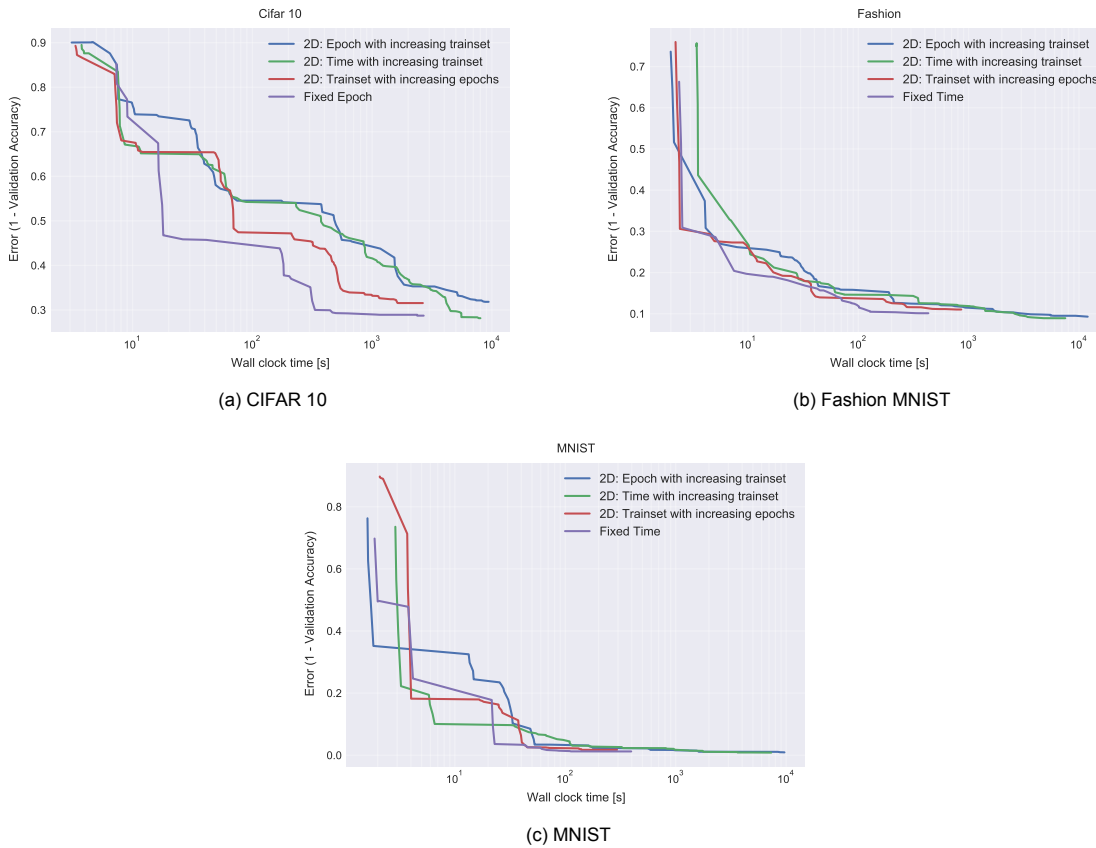 Cifar 10
2D: Epoch with increasing trainset
2D: Time with increasing trainset
2D: Trainset with increasing epochs
Fixed Epoch
0.9
0.8
0.7
0.6
0.5
0.4
0.3
Error (1 - Validation Accuracy)
10^1 10^2 10^3 10^4
Wall clock time [s]
(a) CIFAR 10
Fashion
2D: Epoch with increasing trainset
2D: Time with increasing trainset
2D: Trainset with increasing epochs
Fixed Time
0.7
0.6
0.5
0.4
0.3
0.2
0.1
Error (1 - Validation Accuracy)
10^1 10^2 10^3 10^4
Wall clock time [s]
(b) Fashion MNIST
MNIST
2D: Epoch with increasing trainset
2D: Time with increasing trainset
2D: Trainset with increasing epochs
Fixed Time
0.8
0.6
0.4
0.2
0.0
Error (1 - Validation Accuracy)
10^1 10^2 10^3 10^4
Wall clock time [s]
(c) MNIST